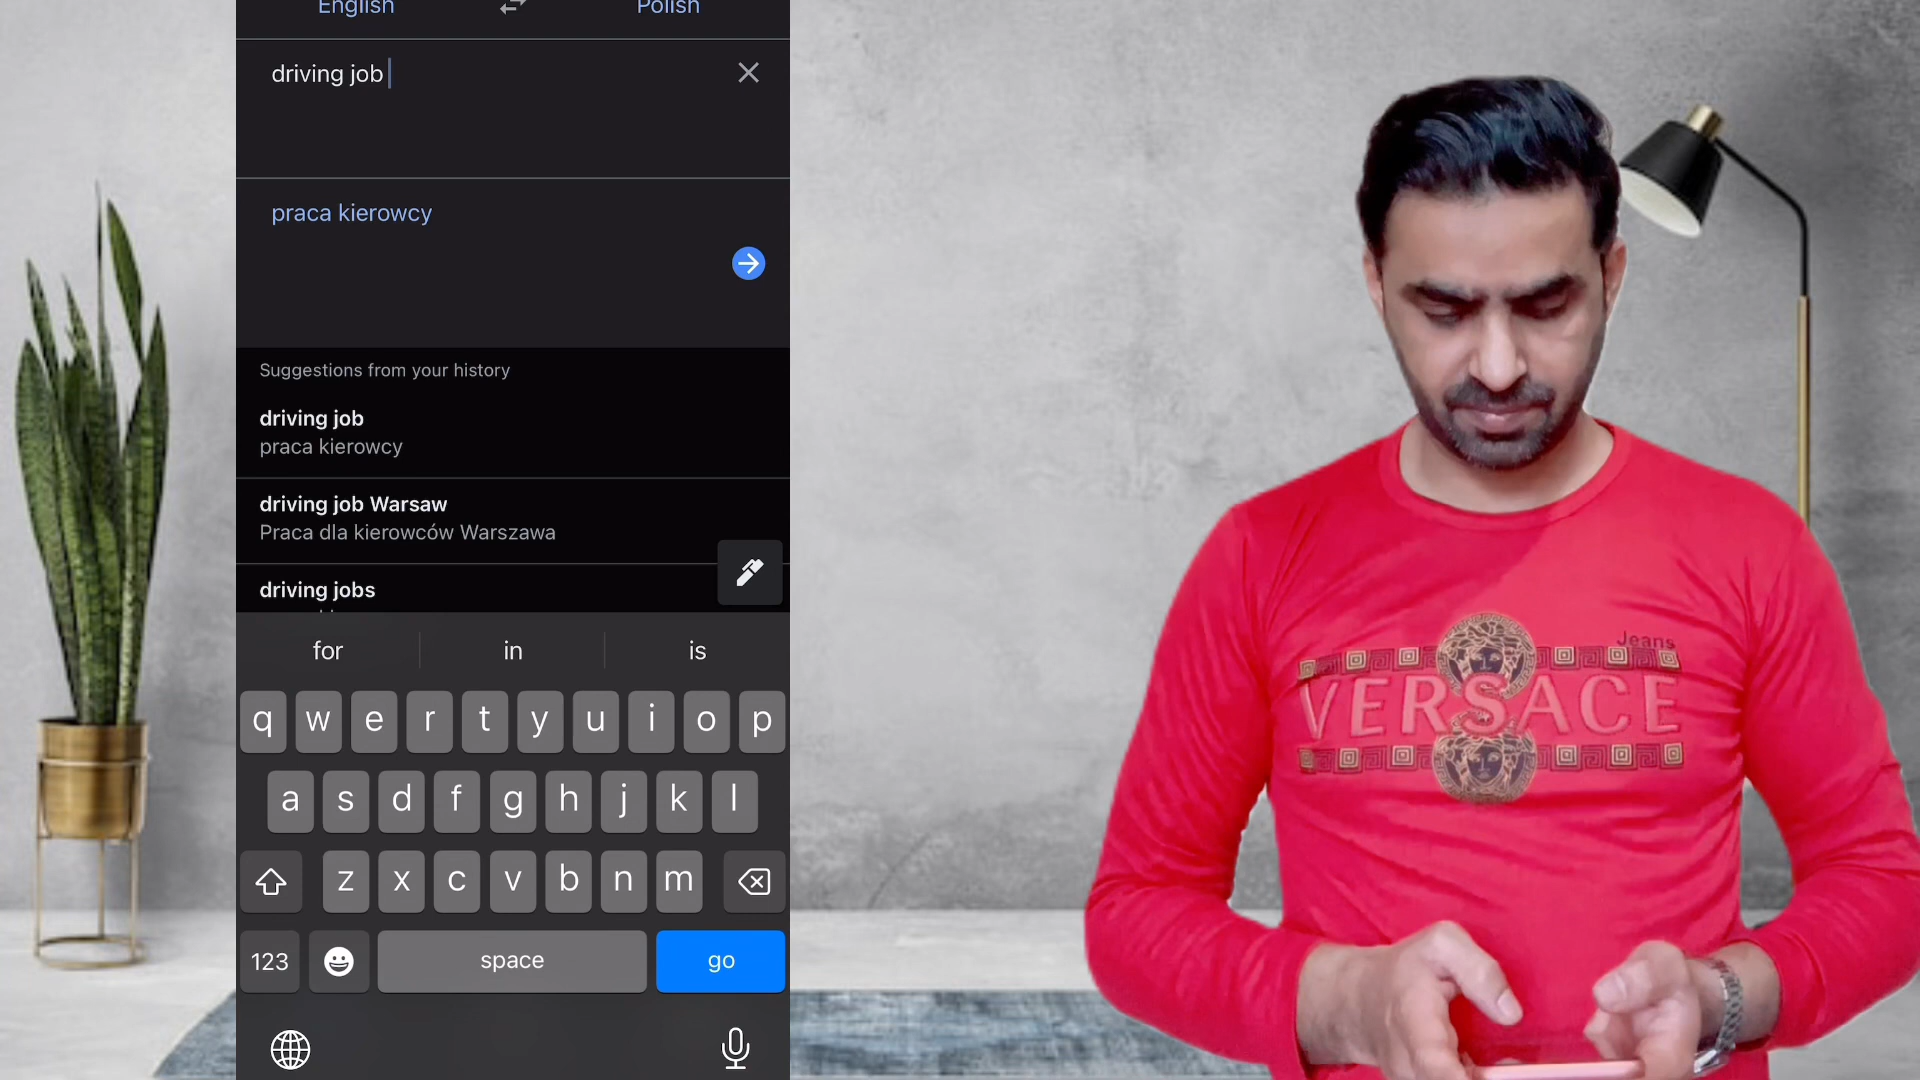 English Polish
driving job
praca kierowcy
Suggestions from your history
driving job
praca kierowcy
driving job Warsaw
Praca dla kierowców Warszawa
driving jobs
for in is
q w e r t y u i o p
a s d f g h j k l
z x c v b n m
123 space go
Jeans
VERSACE